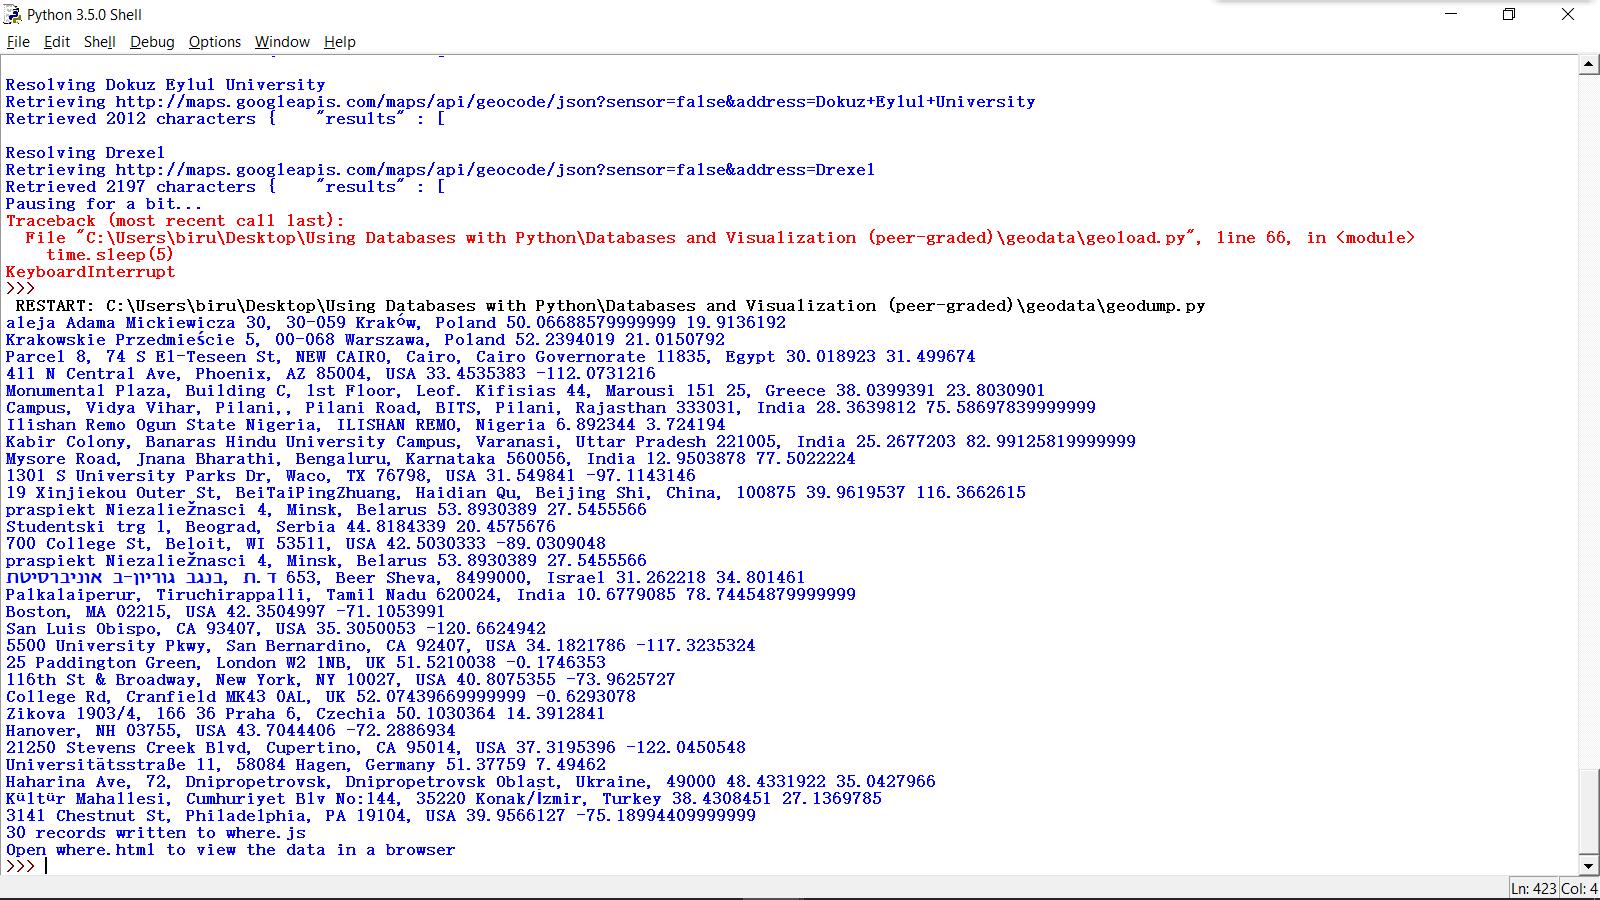 Python 3.5.0 Shell
File Edit Shell Debug Options Window Help
Resolving Dokuz Eylul University
Retrieving http://maps.googleapis.com/maps/api/geocode/json?sensor=false&address=Dokuz+Eylul+University
Retrieved 2012 characters {    "results" : [
Resolving Drexel
Retrieving http://maps.googleapis.com/maps/api/geocode/json?sensor=false&address=Drexel
Retrieved 2197 characters {    "results" : [
Pausing for a bit...
Traceback (most recent call last):
  File "C:\Users\biru\Desktop\Using Databases with Python\Databases and Visualization (peer-graded)\geodata\geoload.py", line 66, in <module>
    time.sleep(5)
KeyboardInterrupt
>>>
 RESTART: C:\Users\biru\Desktop\Using Databases with Python\Databases and Visualization (peer-graded)\geodata\geodump.py
aleja Adama Mickiewicza 30, 30-059 Kraków, Poland 50.06688579999999 19.9136192
Krakowskie Przedmieście 5, 00-068 Warszawa, Poland 52.2394019 21.0150792
Parcel 8, 74 S El-Teseen St, NEW CAIRO, Cairo, Cairo Governorate 11835, Egypt 30.018923 31.499674
411 N Central Ave, Phoenix, AZ 85004, USA 33.4535383 -112.0731216
Monumental Plaza, Building C, 1st Floor, Leof. Kifisias 44, Marousi 151 25, Greece 38.0399391 23.8030901
Campus, Vidya Vihar, Pilani,, Pilani Road, BITS, Pilani, Rajasthan 333031, India 28.3639812 75.58697839999999
Ilishan Remo Ogun State Nigeria, ILISHAN REMO, Nigeria 6.892344 3.724194
Kabir Colony, Banaras Hindu University Campus, Varanasi, Uttar Pradesh 221005, India 25.2677203 82.99125819999999
Mysore Road, Jnana Bharathi, Bengaluru, Karnataka 560056, India 12.9503878 77.5022224
1301 S University Parks Dr, Waco, TX 76798, USA 31.549841 -97.1143146
19 Xinjiekou Outer St, BeiTaiPingZhuang, Haidian Qu, Beijing Shi, China, 100875 39.9619537 116.3662615
praspiekt Niezaliežnasci 4, Minsk, Belarus 53.8930389 27.5455566
Studentski trg 1, Beograd, Serbia 44.8184339 20.4575676
700 College St, Beloit, WI 53511, USA 42.5030333 -89.0309048
praspiekt Niezaliežnasci 4, Minsk, Belarus 53.8930389 27.5455566
אוניברסיטת בן-גוריון בנגב, ד.ת 653, Beer Sheva, 8499000, Israel 31.262218 34.801461
Palkalaiperur, Tiruchirappalli, Tamil Nadu 620024, India 10.6779085 78.74454879999999
Boston, MA 02215, USA 42.3504997 -71.1053991
San Luis Obispo, CA 93407, USA 35.3050053 -120.6624942
5500 University Pkwy, San Bernardino, CA 92407, USA 34.1821786 -117.3235324
25 Paddington Green, London W2 1NB, UK 51.5210038 -0.1746353
116th St & Broadway, New York, NY 10027, USA 40.8075355 -73.9625727
College Rd, Cranfield MK43 0AL, UK 52.07439669999999 -0.6293078
Zikova 1903/4, 166 36 Praha 6, Czechia 50.1030364 14.3912841
Hanover, NH 03755, USA 43.7044406 -72.2886934
21250 Stevens Creek Blvd, Cupertino, CA 95014, USA 37.3195396 -122.0450548
Universitätsstraße 11, 58084 Hagen, Germany 51.37759 7.49462
Haharina Ave, 72, Dnipropetrovsk, Dnipropetrovsk Oblast, Ukraine, 49000 48.4331922 35.0427966
Kültür Mahallesi, Cumhuriyet Blv No:144, 35220 Konak/İzmir, Turkey 38.4308451 27.1369785
3141 Chestnut St, Philadelphia, PA 19104, USA 39.9566127 -75.18994409999999
30 records written to where.js
Open where.html to view the data in a browser
>>>
Ln: 423 Col: 4